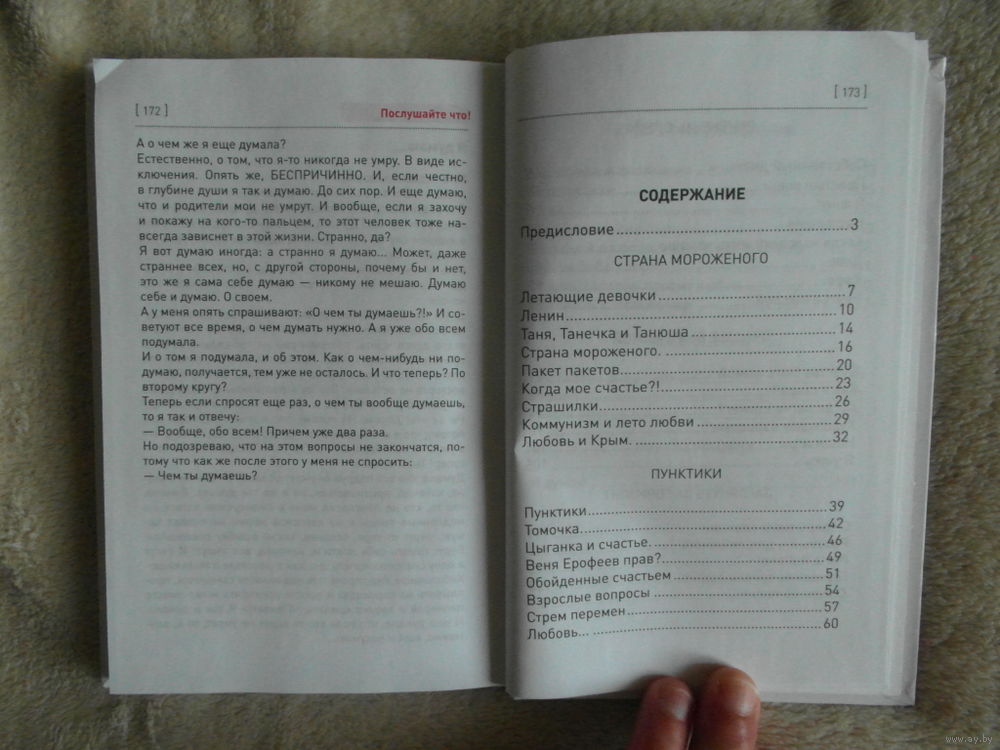 [ 172 ]
Послушайте что!
А о чем же я еще думала?
Естественно, о том, что я-то никогда не умру. В виде ис-
ключения. Опять же, БЕСПРИЧИННО. И, если честно,
в глубине души я так и думаю. До сих пор. И еще думаю,
что и родители мои не умрут. И вообще, если я захочу
и покажу на кого-то пальцем, то этот человек тоже на-
всегда зависнет в этой жизни. Странно, да?
Я вот думаю иногда: а странно я думаю... Может, даже
страннее всех, но, с другой стороны, почему бы и нет,
это же я сама себе думаю — никому не мешаю. Думаю
себе и думаю. О своем.
А у меня опять спрашивают: «О чем ты думаешь?!» И со-
ветуют все время, о чем думать нужно. А я уже обо всем
подумала.
И о том я подумала, и об этом. Как о чем-нибудь ни по-
думаю, получается, тем уже не осталось. И что теперь? По
второму кругу?
Теперь если спросят еще раз, о чем ты вообще думаешь,
то я так и отвечу:
— Вообще, обо всем! Причем уже два раза.
Но подозреваю, что на этом вопросы не закончатся, по-
тому что как же после этого у меня не спросить:
— Чем ты думаешь?
[ 173 ]
СОДЕРЖАНИЕ
Предисловие 3
СТРАНА МОРОЖЕНОГО
Летающие девочки 7
Ленин 10
Таня, Танечка и Танюша 14
Страна мороженого. 16
Пакет пакетов 20
Когда мое счастье?! 23
Страшилки 26
Коммунизм и лето любви 29
Любовь и Крым. 32
ПУНКТИКИ
Пунктики 39
Томочка 42
Цыганка и счастье. 46
Веня Ерофеев прав? 49
Обойденные счастьем 51
Взрослые вопросы 54
Стрем перемен 57
Любовь... 60
www.ay.by